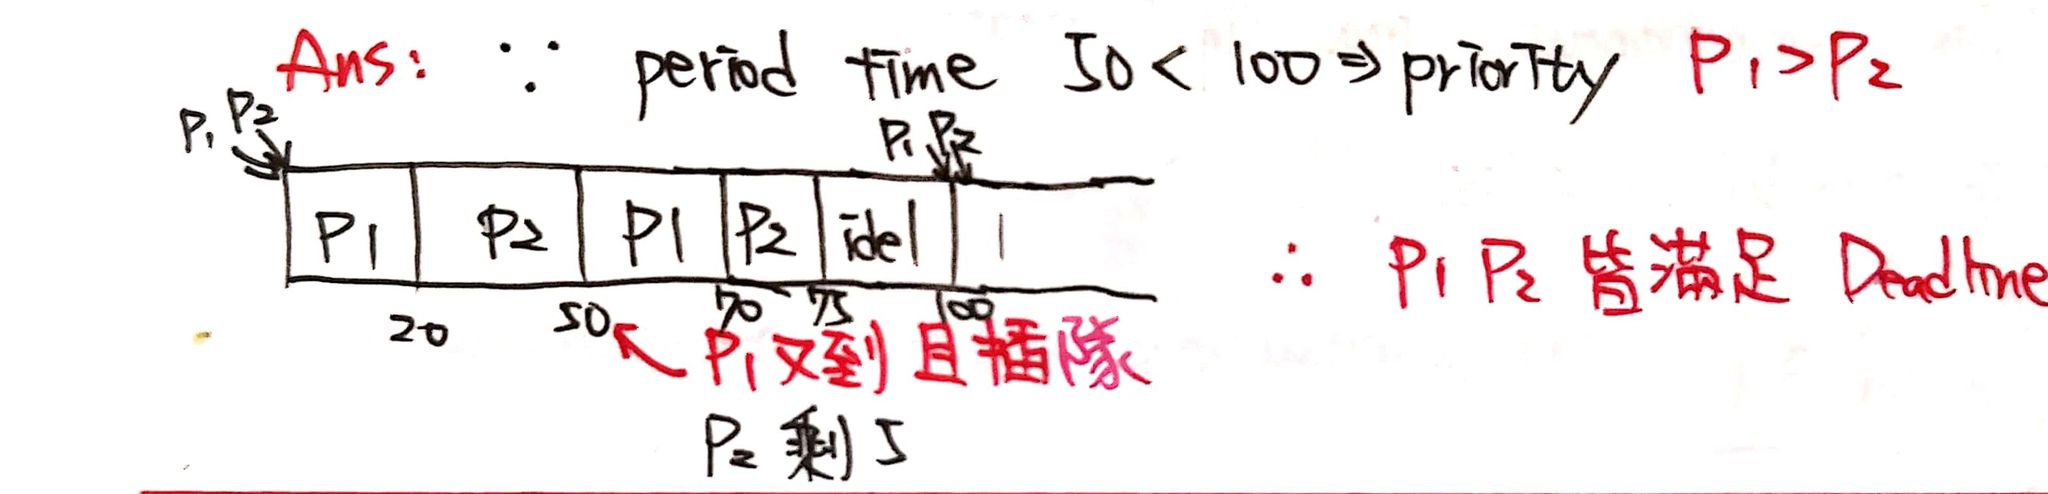 Ans: ∵ period time 50 < 100 ⇒ priority P1 > P2
P1 P2 P1 P2
P1 P2 P1 P2 idel 1
∴ P1 P2 皆滿足 Deadline
20 50 70 75 100
P1又到且插隊
P2 剩 5